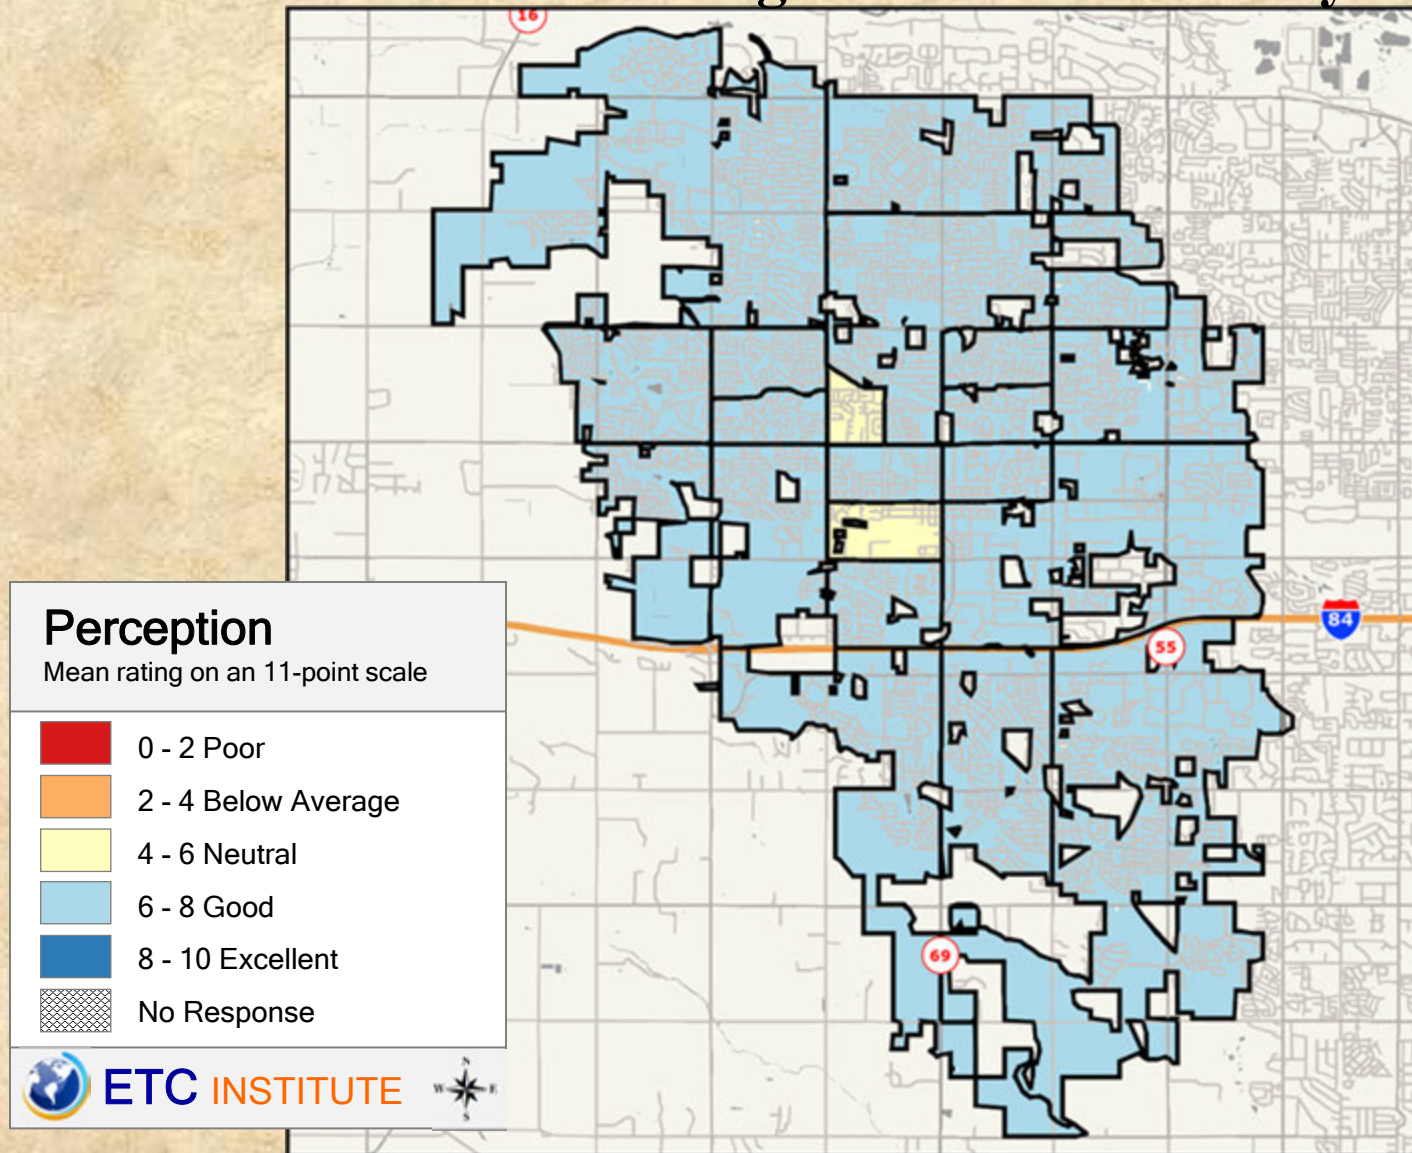 16
84
55
69
Perception
Mean rating on an 11-point scale
0 - 2 Poor
2 - 4 Below Average
4 - 6 Neutral
6 - 8 Good
8 - 10 Excellent
No Response
ETC INSTITUTE
N
W E
S